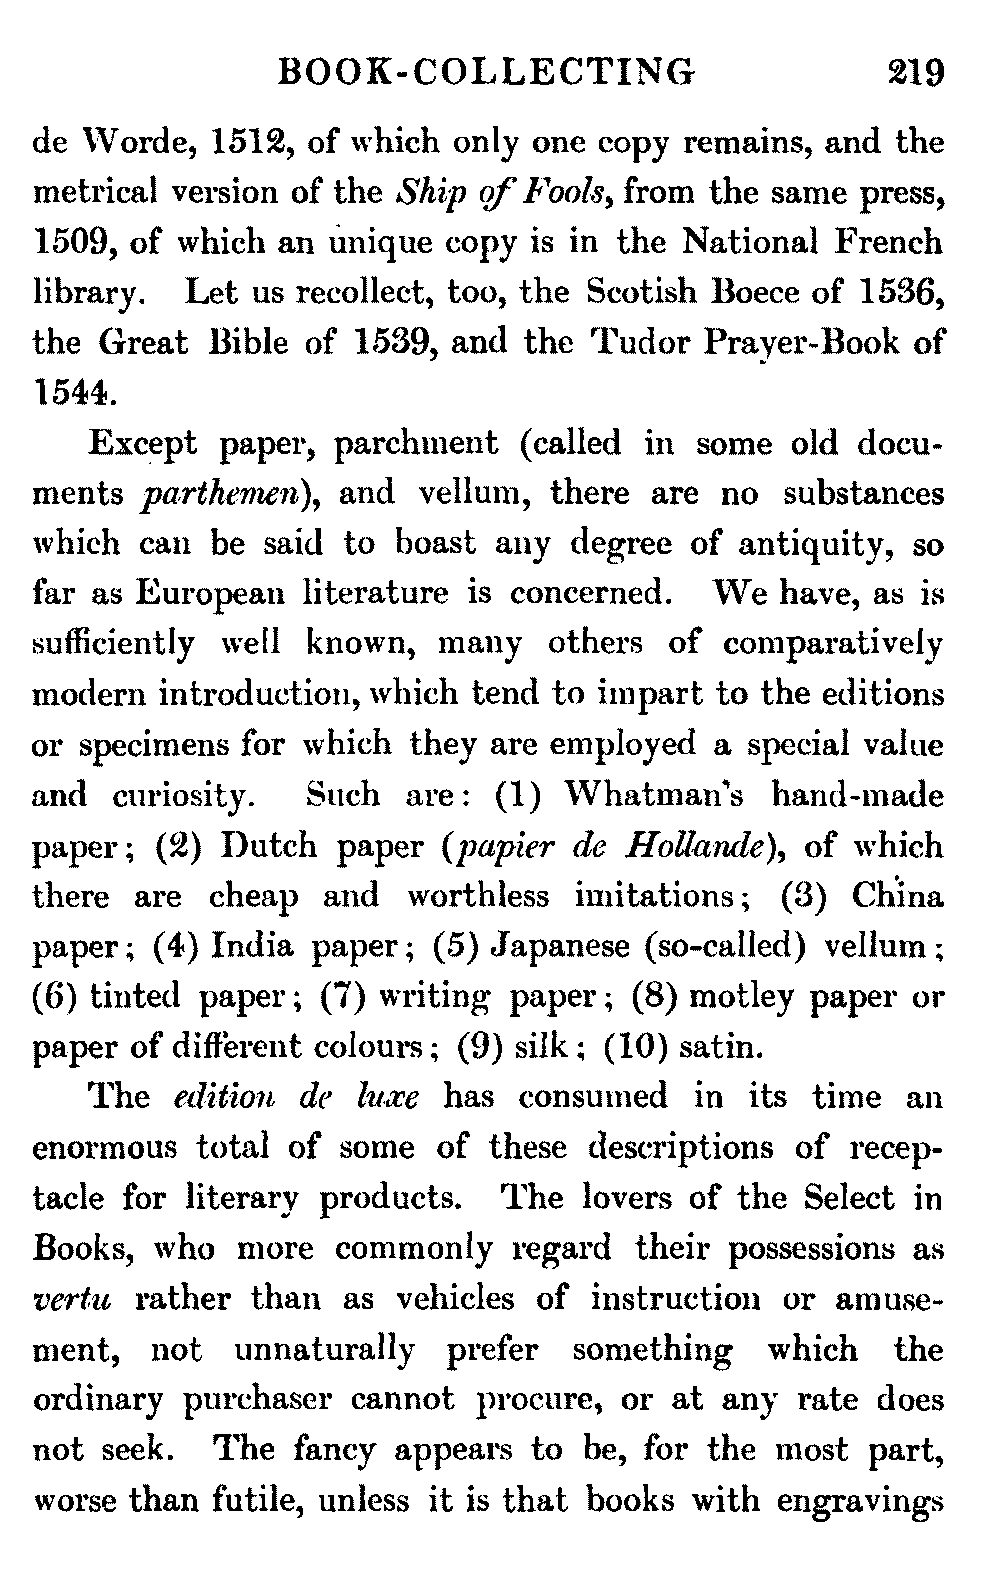 BOOK-COLLECTING 219
de Worde, 1512, of which only one copy remains, and the
metrical version of the Ship of Fools, from the same press,
1509, of which an unique copy is in the National French
library. Let us recollect, too, the Scotish Boece of 1536,
the Great Bible of 1539, and the Tudor Prayer-Book of
1544.
Except paper, parchment (called in some old docu-
ments parthemen), and vellum, there are no substances
which can be said to boast any degree of antiquity, so
far as European literature is concerned. We have, as is
sufficiently well known, many others of comparatively
modern introduction, which tend to impart to the editions
or specimens for which they are employed a special value
and curiosity. Such are: (1) Whatman's hand-made
paper; (2) Dutch paper (papier de Hollande), of which
there are cheap and worthless imitations; (3) China
paper; (4) India paper; (5) Japanese (so-called) vellum;
(6) tinted paper; (7) writing paper; (8) motley paper or
paper of different colours; (9) silk; (10) satin.
The edition de luxe has consumed in its time an
enormous total of some of these descriptions of recep-
tacle for literary products. The lovers of the Select in
Books, who more commonly regard their possessions as
vertu rather than as vehicles of instruction or amuse-
ment, not unnaturally prefer something which the
ordinary purchaser cannot procure, or at any rate does
not seek. The fancy appears to be, for the most part,
worse than futile, unless it is that books with engravings